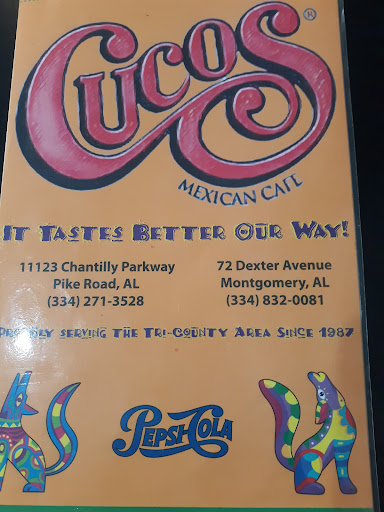 CUCOS®
MEXICAN CAFE
IT TASTES BETTER OUR WAY!
11123 Chantilly Parkway
Pike Road, AL
(334) 271-3528
72 Dexter Avenue
Montgomery, AL
(334) 832-0081
PROUDLY SERVING THE TRI-COUNTY AREA SINCE 1987
PEPSI-COLA